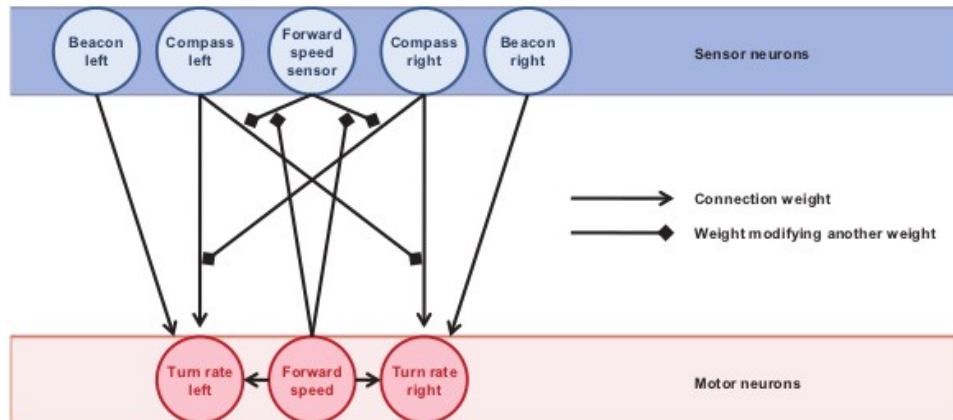 Beacon
left
Compass
left
Forward
speed
sensor
Compass
right
Beacon
right
Sensor neurons
Connection weight
Weight modifying another weight
Turn rate
left
Forward
speed
Turn rate
right
Motor neurons